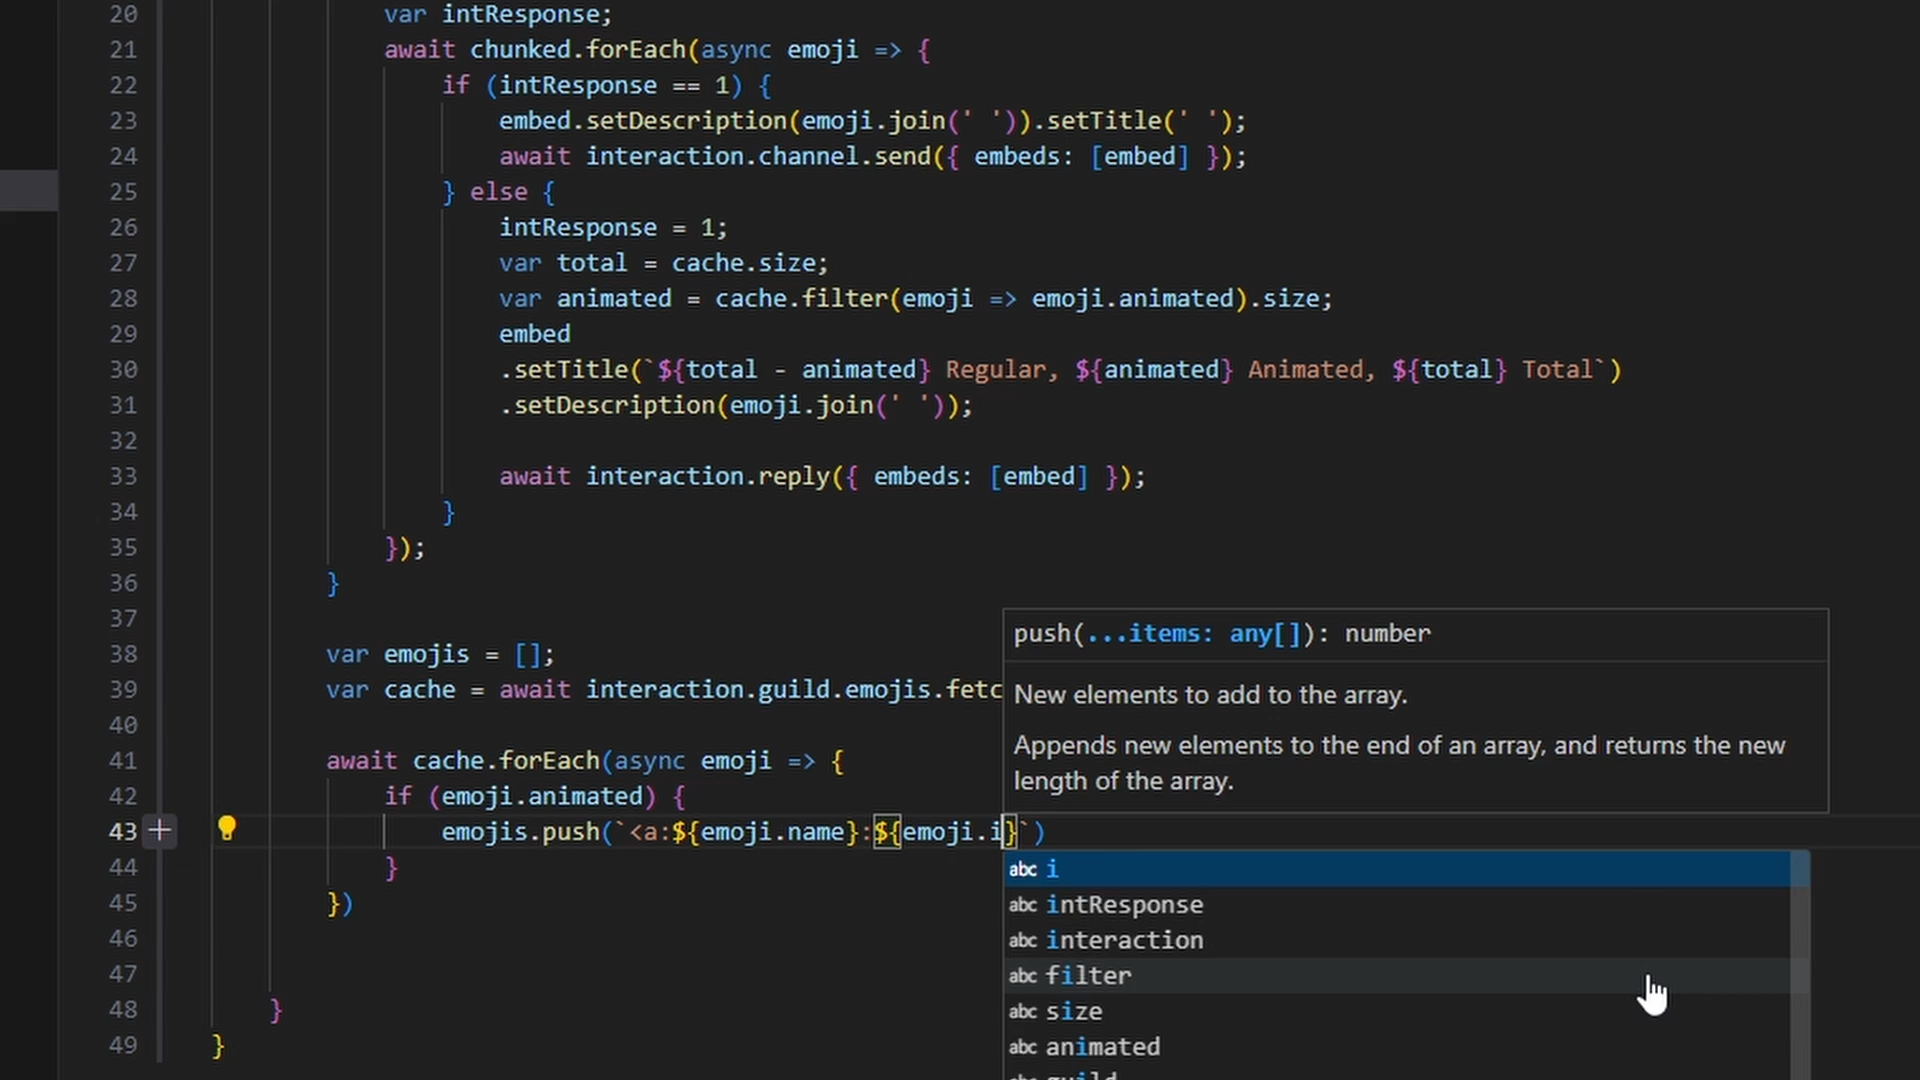 20 var intResponse;
21 await chunked.forEach(async emoji => {
22 if (intResponse == 1) {
23 embed.setDescription(emoji.join(' ')).setTitle(' ');
24 await interaction.channel.send({ embeds: [embed] });
25 } else {
26 intResponse = 1;
27 var total = cache.size;
28 var animated = cache.filter(emoji => emoji.animated).size;
29 embed
30 .setTitle(`${total - animated} Regular, ${animated} Animated, ${total} Total`)
31 .setDescription(emoji.join(' '));
32
33 await interaction.reply({ embeds: [embed] });
34 }
35 });
36 }
37
push(...items: any[]): number
38 var emojis = [];
39 var cache = await interaction.guild.emojis.fetc
New elements to add to the array.
40
Appends new elements to the end of an array, and returns the new
length of the array.
41 await cache.forEach(async emoji => {
42 if (emoji.animated) {
43 emojis.push(`<a:${emoji.name}:${emoji.i}`)
44 }
abc i
45 })
abc intResponse
46
abc interaction
47
abc filter
48 }
abc size
49 }
abc animated